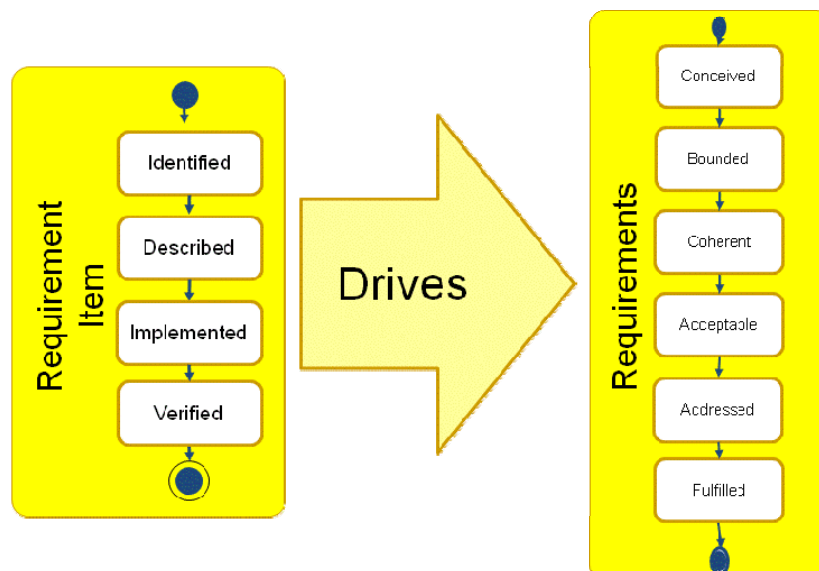 Requirement
Item
Identified
Described
Implemented
Verified
Drives
Requirements
Conceived
Bounded
Coherent
Acceptable
Addressed
Fulfilled